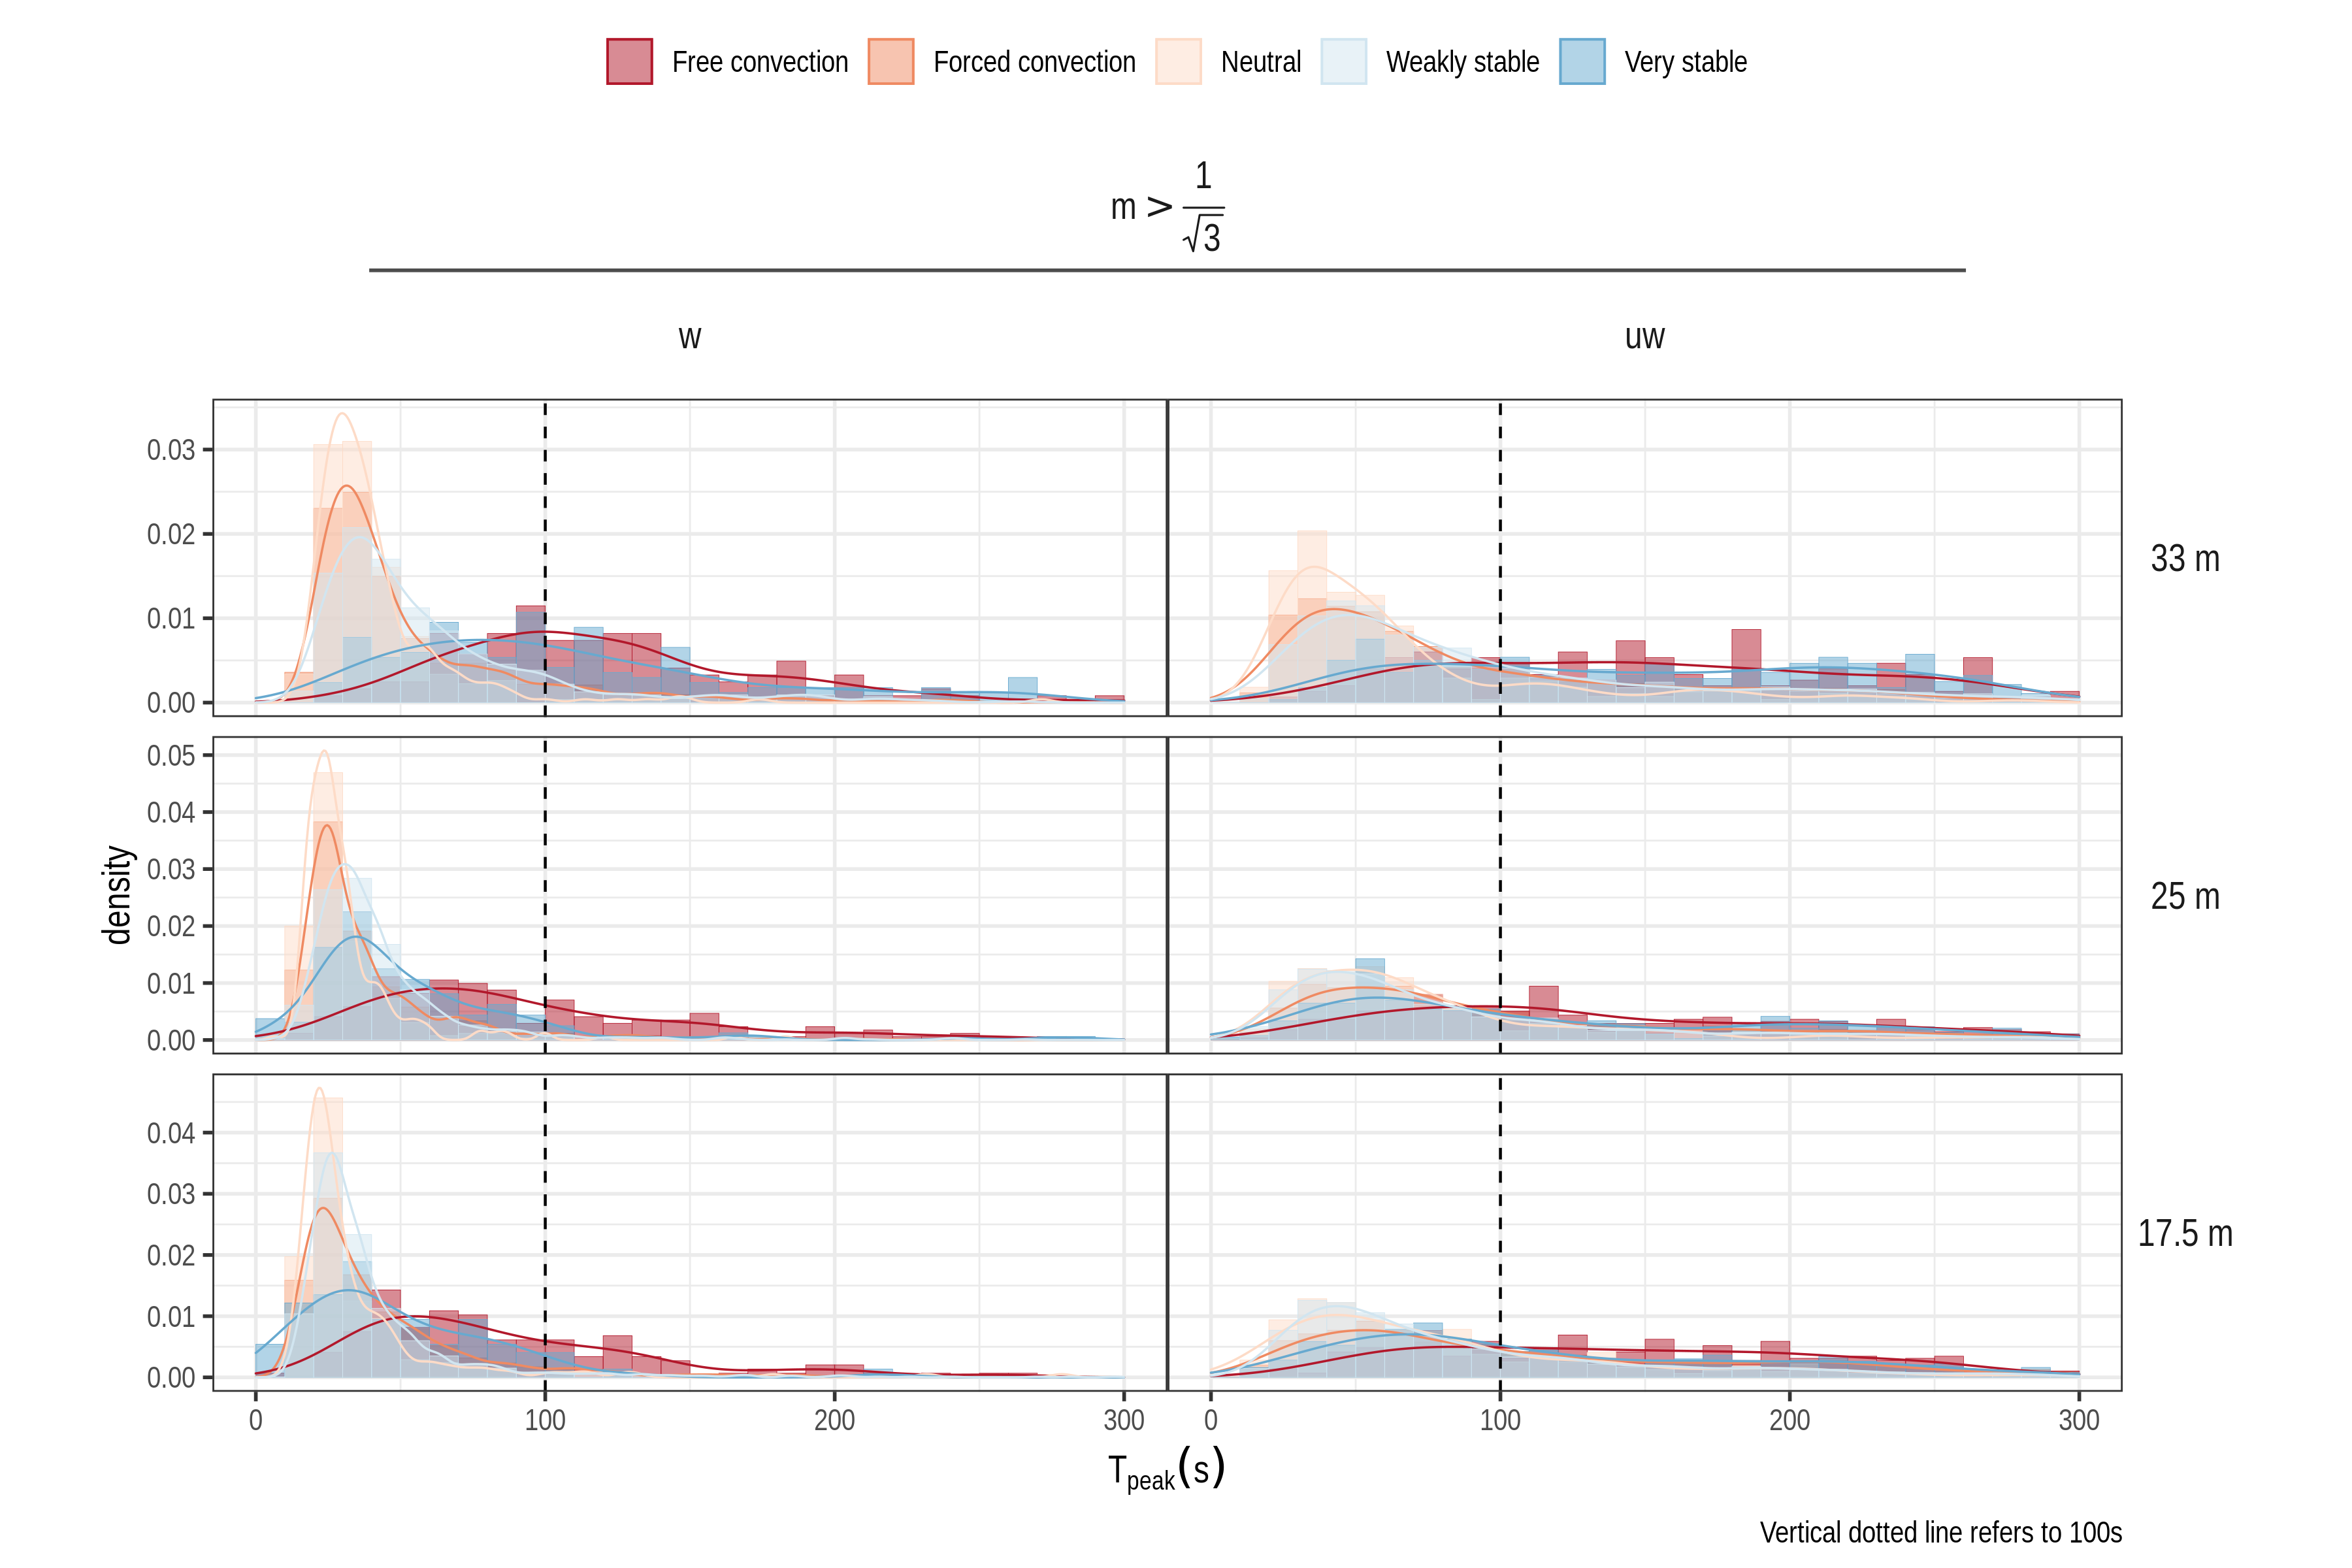 Free convection Forced convection Neutral Weakly stable Very stable
m > 1/√3
w uw
0.03
0.02
0.01
0.00
33 m
0.05
0.04
0.03
0.02
0.01
0.00
25 m
density
0.04
0.03
0.02
0.01
0.00
17.5 m
0 100 200 300 0 100 200 300
Tpeak(s)
Vertical dotted line refers to 100s